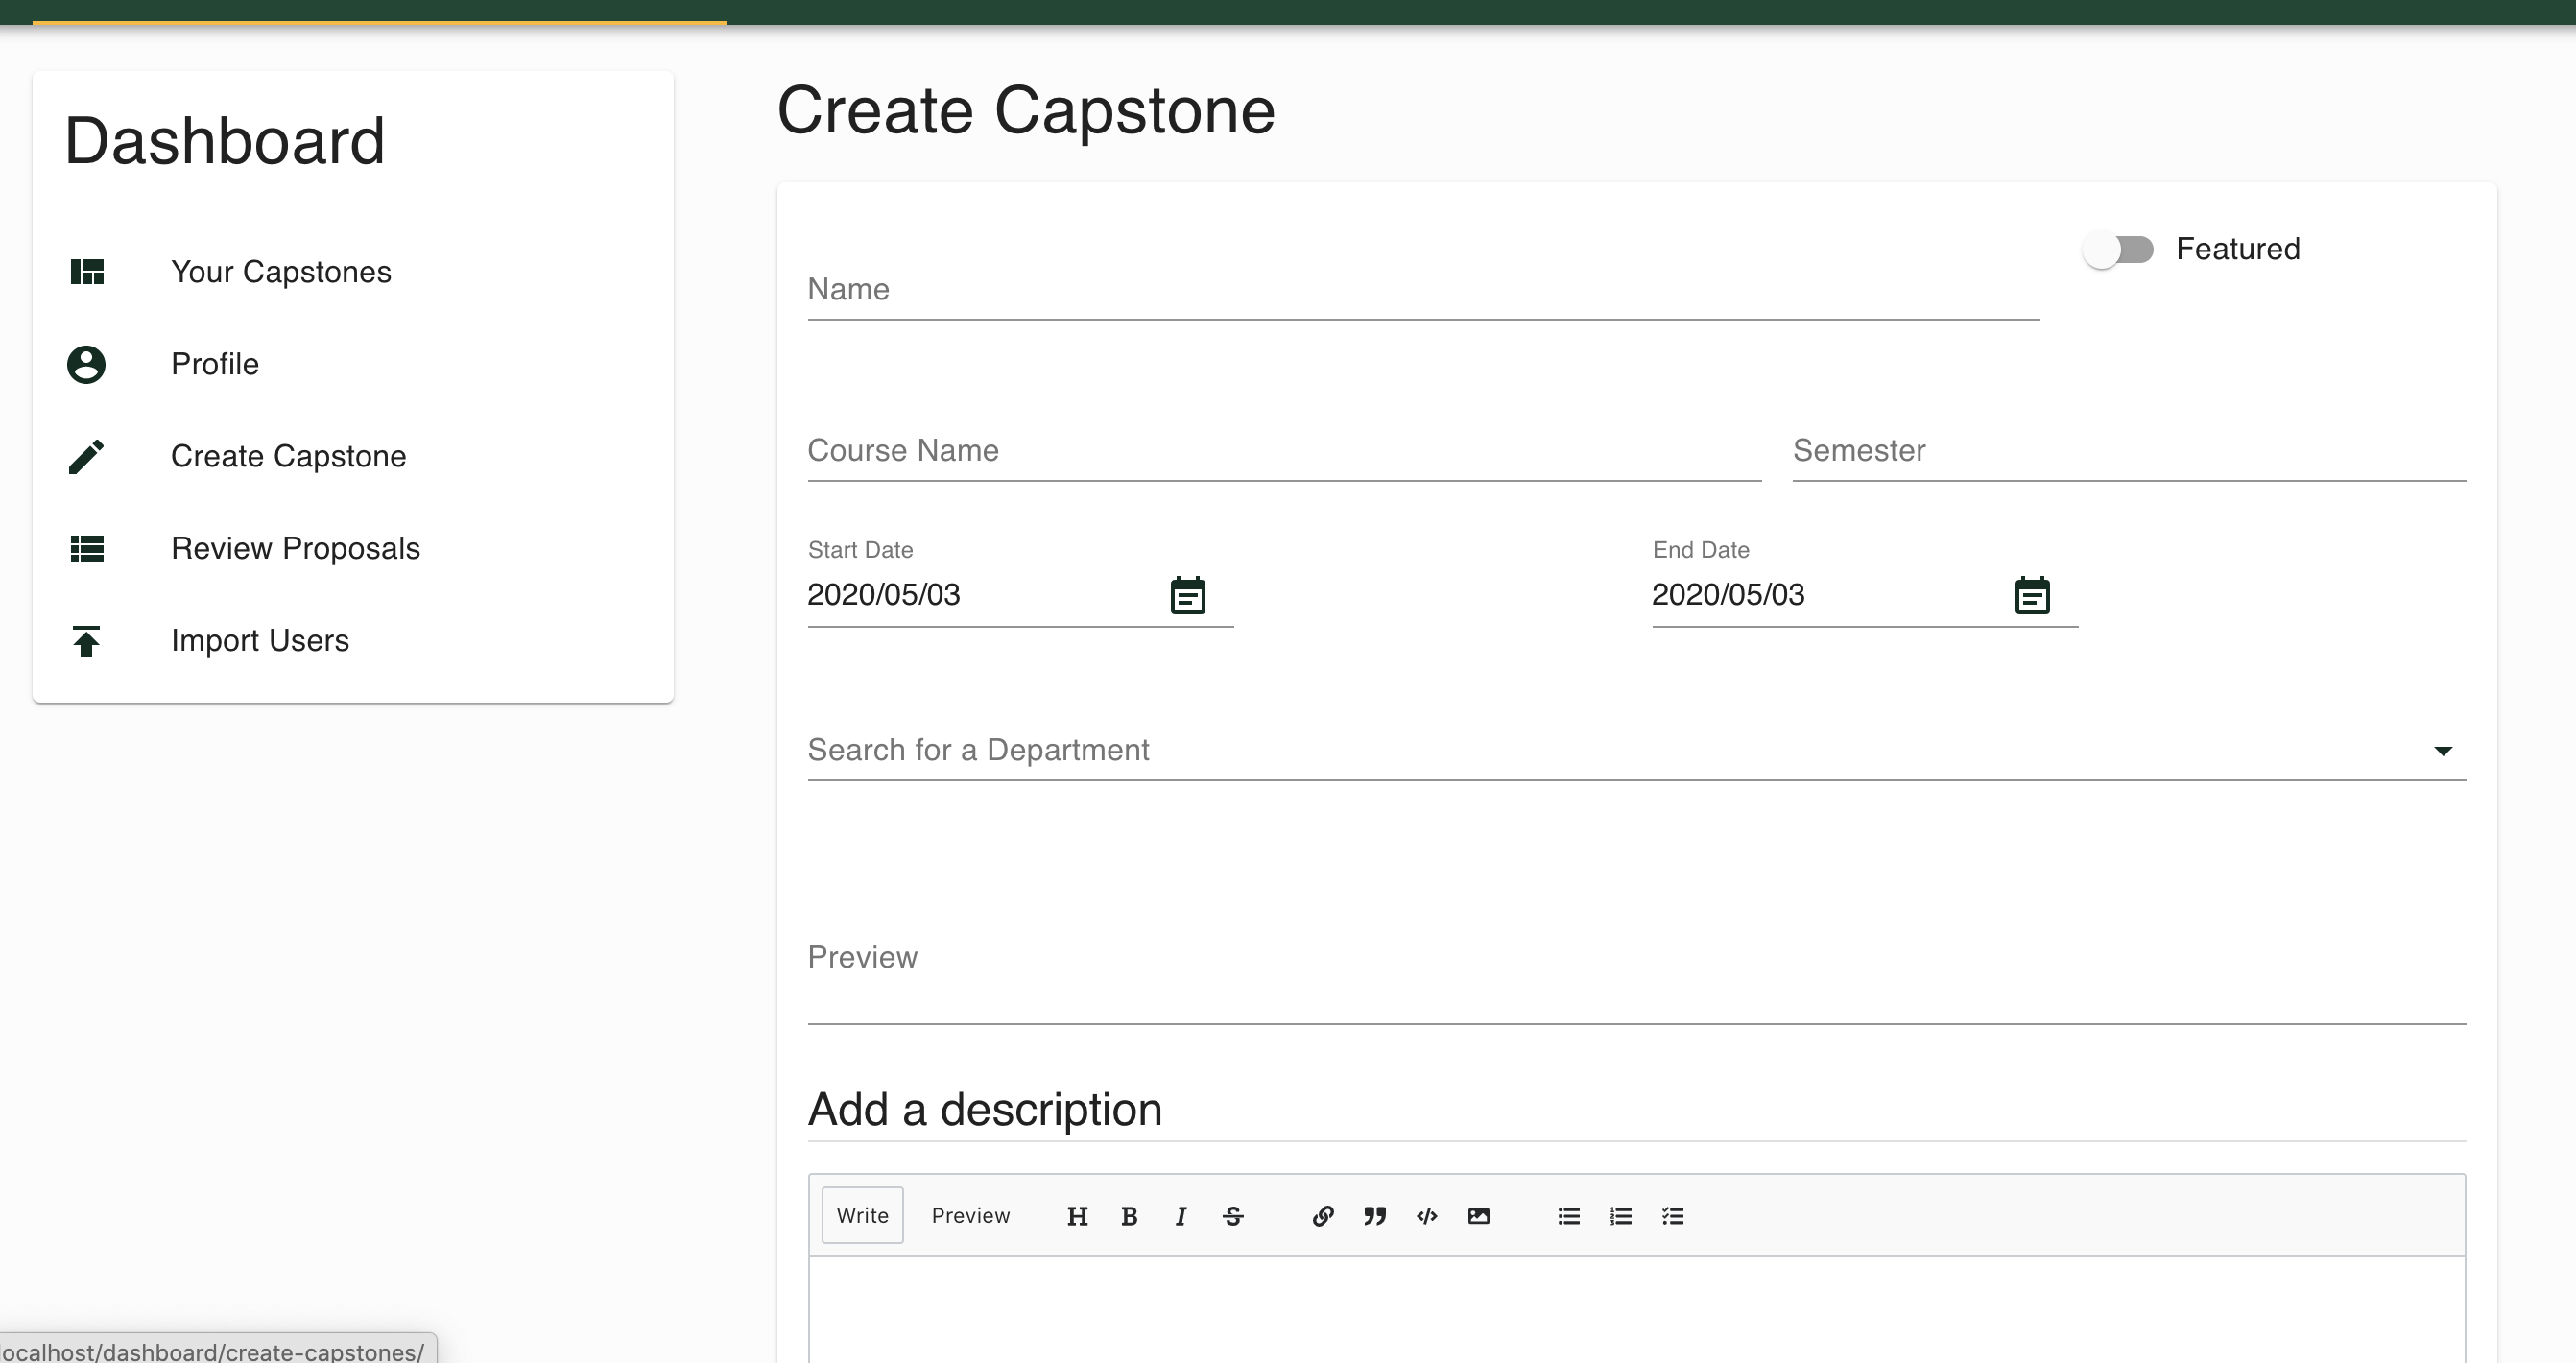 Dashboard
Your Capstones
Profile
Create Capstone
Review Proposals
Import Users
Create Capstone
Name
Featured
Course Name
Semester
Start Date
End Date
2020/05/03
2020/05/03
Search for a Department
Preview
Add a description
Write Preview H B I S
localhost/dashboard/create-capstones/